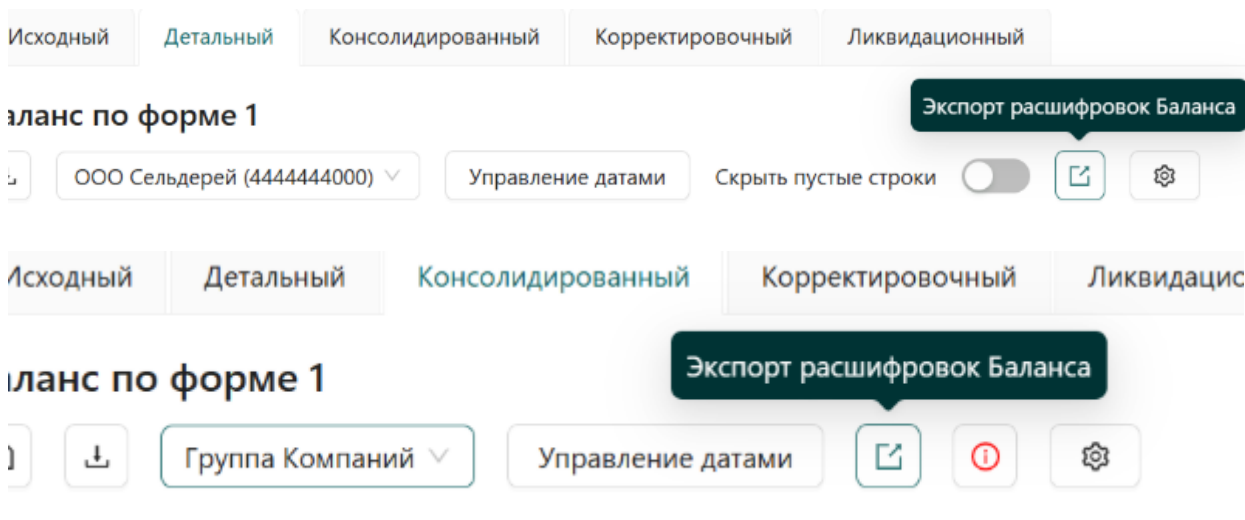 Исходный Детальный Консолидированный Корректировочный Ликвидационный
Экспорт расшифровок Баланса
аланс по форме 1
ООО Сельдерей (4444444000) Управление датами Скрыть пустые строки
Исходный Детальный Консолидированный Корректировочный Ликвидацио
Экспорт расшифровок Баланса
аланс по форме 1
Группа Компаний Управление датами